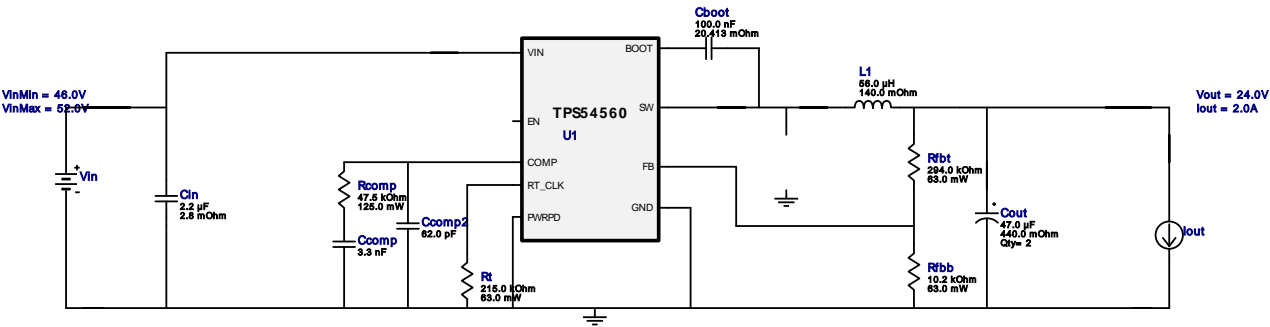 VinMin = 46.0V
VinMax = 52.0V
Vin
Cin
2.2 µF
2.6 mOhm
Rcomp
47.5 kOhm
125.0 mW
Ccomp
3.3 nF
Ccomp2
62.0 pF
Rt
215.0 kOhm
63.0 mW
VIN
BOOT
TPS54560
SW
EN
U1
COMP
FB
RT_CLK
PWRPD
GND
Cboot
100.0 nF
20.413 mOhm
L1
56.0 µH
140.0 mOhm
Rfbt
294.0 kOhm
63.0 mW
Rfbb
10.2 kOhm
63.0 mW
Cout
47.0 µF
440.0 mOhm
Qty= 2
Iout
Vout = 24.0V
Iout = 2.0A